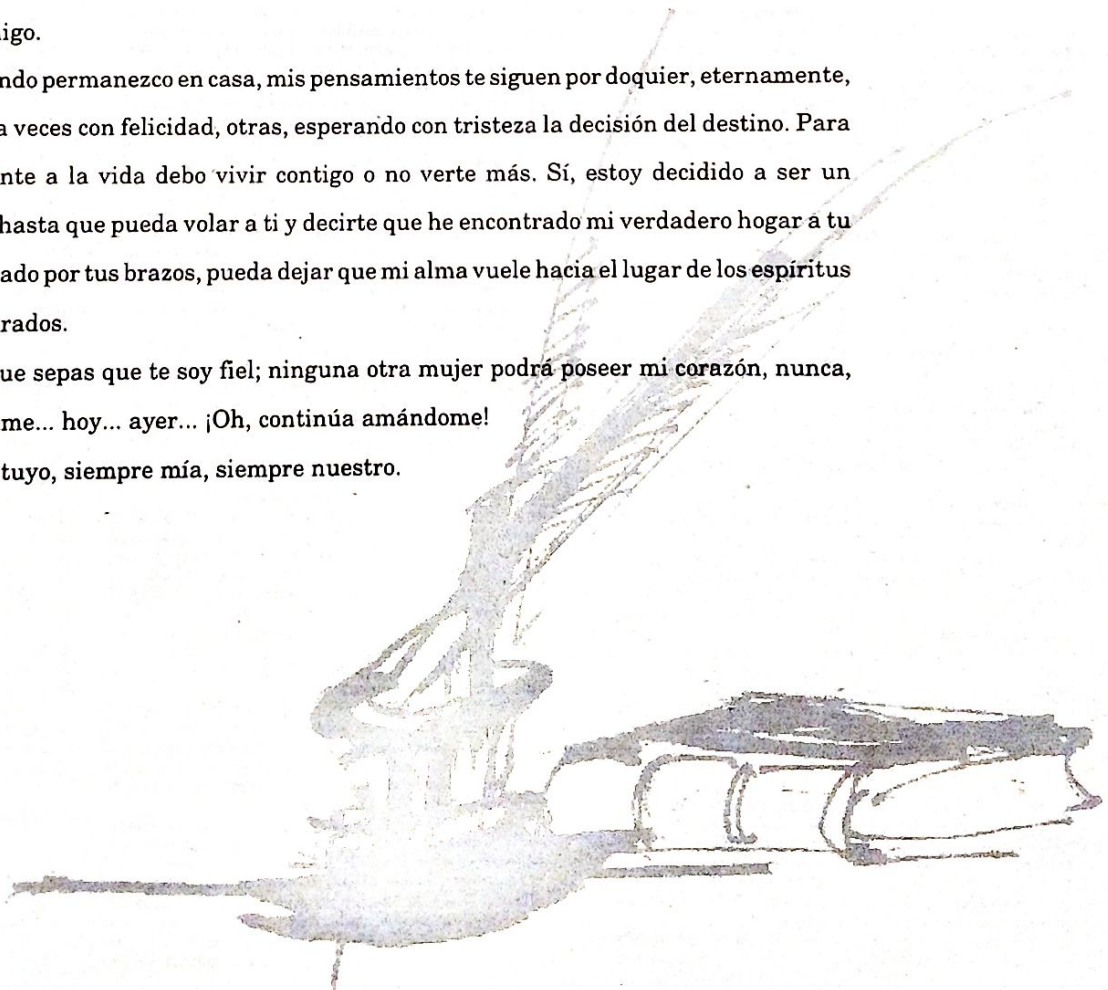 igo.
ndo permanezco en casa, mis pensamientos te siguen por doquier, eternamente,
a veces con felicidad, otras, esperando con tristeza la decisión del destino. Para
nte a la vida debo vivir contigo o no verte más. Sí, estoy decidido a ser un
hasta que pueda volar a ti y decirte que he encontrado mi verdadero hogar a tu
ado por tus brazos, pueda dejar que mi alma vuele hacia el lugar de los espíritus
rados.
ue sepas que te soy fiel; ninguna otra mujer podrá poseer mi corazón, nunca,
me... hoy... ayer... ¡Oh, continúa amándome!
tuyo, siempre mía, siempre nuestro.